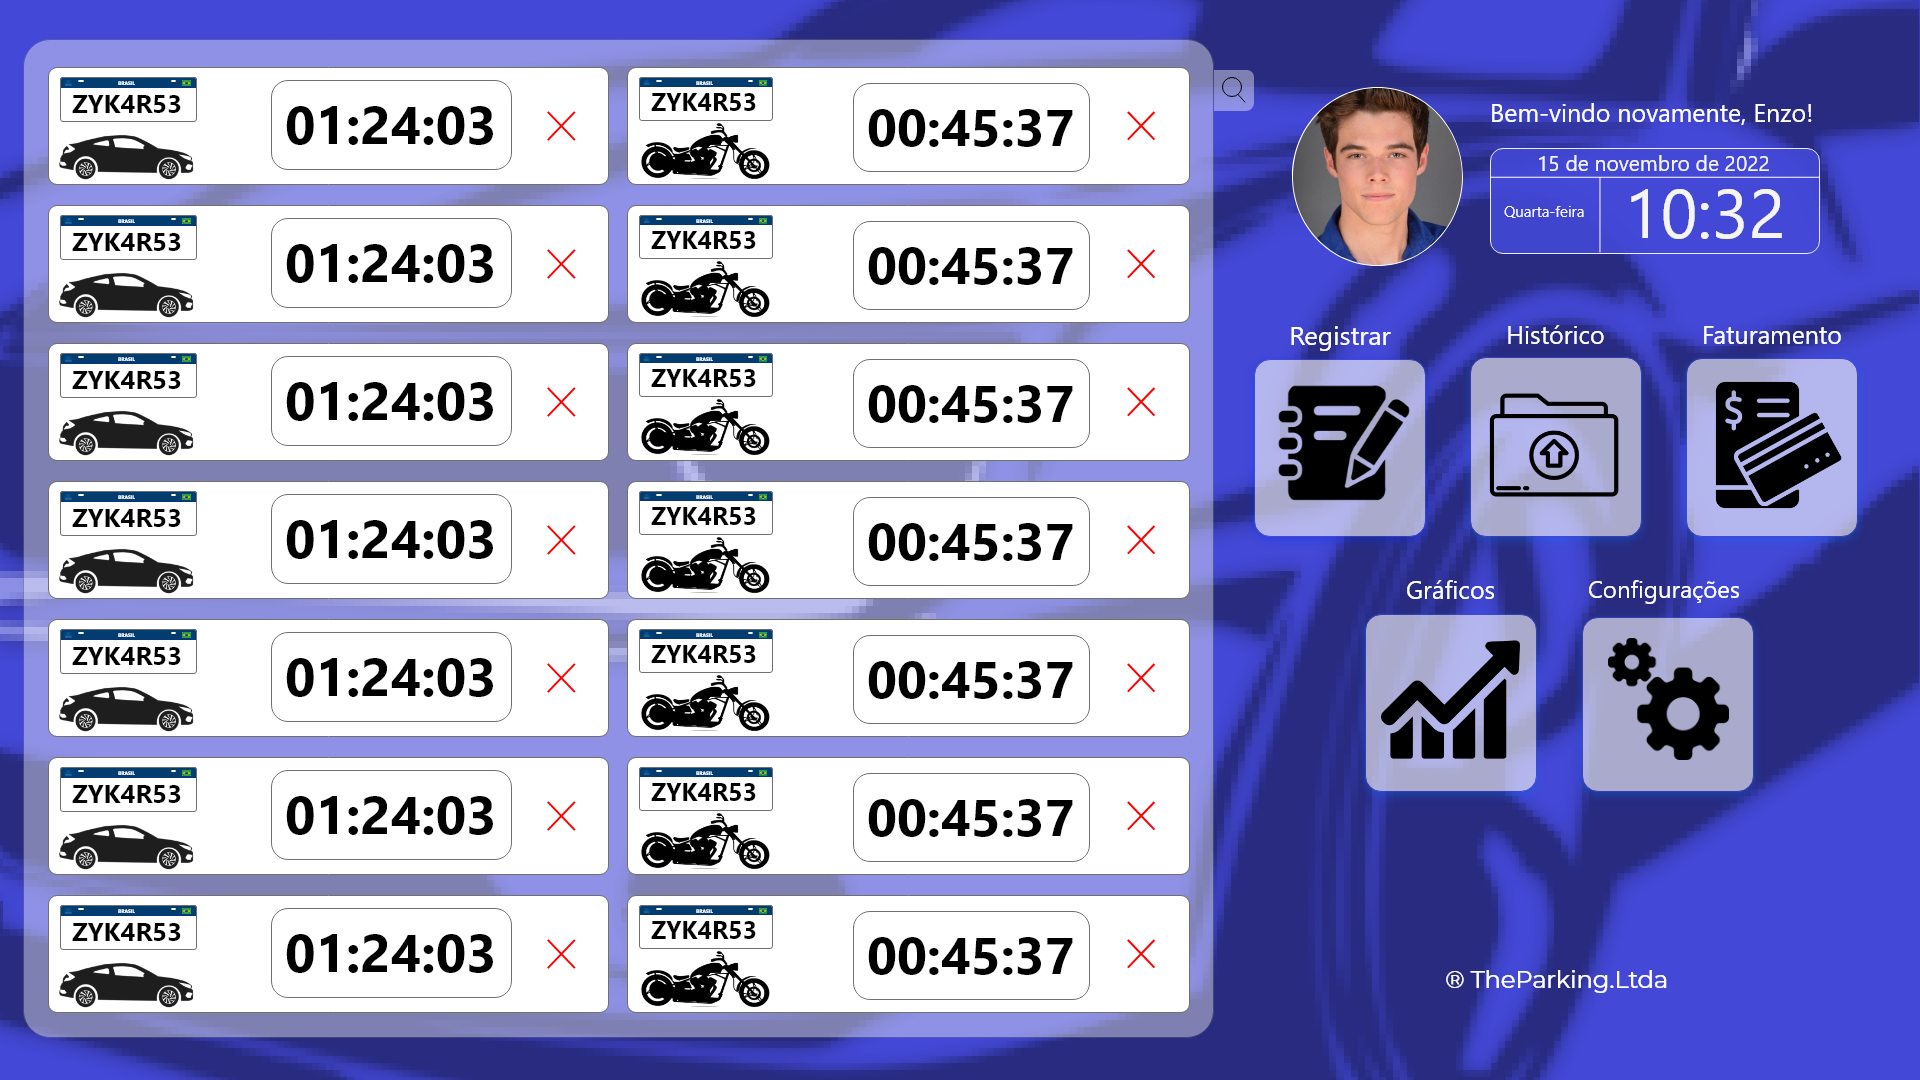 BRASIL
ZYK4R53
01:24:03
BRASIL
ZYK4R53
00:45:37
BRASIL
ZYK4R53
01:24:03
BRASIL
ZYK4R53
00:45:37
BRASIL
ZYK4R53
01:24:03
BRASIL
ZYK4R53
00:45:37
BRASIL
ZYK4R53
01:24:03
BRASIL
ZYK4R53
00:45:37
BRASIL
ZYK4R53
01:24:03
BRASIL
ZYK4R53
00:45:37
BRASIL
ZYK4R53
01:24:03
BRASIL
ZYK4R53
00:45:37
BRASIL
ZYK4R53
01:24:03
BRASIL
ZYK4R53
00:45:37
Bem-vindo novamente, Enzo!
15 de novembro de 2022
Quarta-feira
10:32
Registrar
Histórico
Faturamento
$
Gráficos
Configurações
® TheParking.Ltda